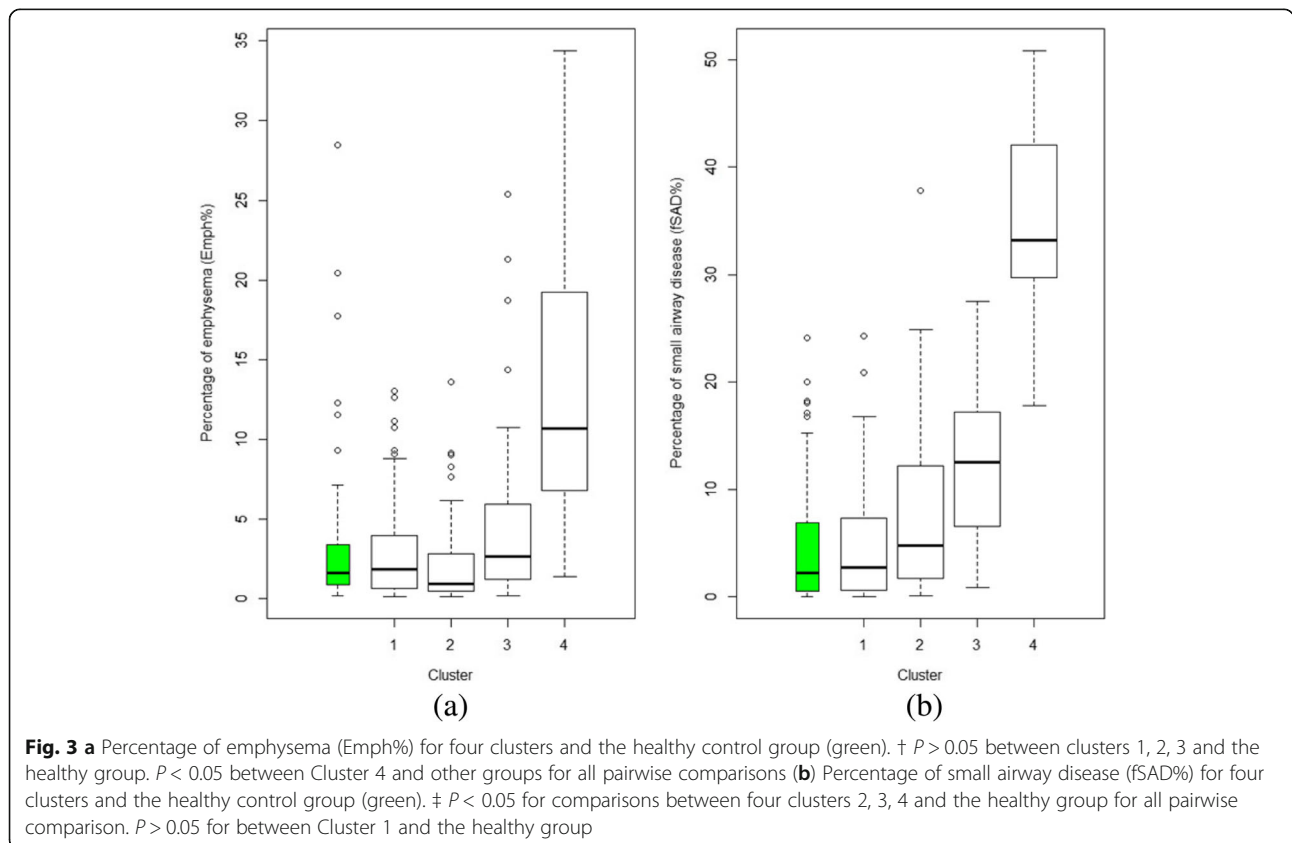 Percentage of emphysema (Emph%)
35
30
25
20
15
10
5
0
1 2 3 4
Cluster
(a)
Percentage of small airway disease (fSAD%)
50
40
30
20
10
0
1 2 3 4
Cluster
(b)
Fig. 3 a Percentage of emphysema (Emph%) for four clusters and the healthy control group (green). † P > 0.05 between clusters 1, 2, 3 and the
healthy group. P < 0.05 between Cluster 4 and other groups for all pairwise comparisons (b) Percentage of small airway disease (fSAD%) for four
clusters and the healthy control group (green). ‡ P < 0.05 for comparisons between four clusters 2, 3, 4 and the healthy group for all pairwise
comparison. P > 0.05 for between Cluster 1 and the healthy group